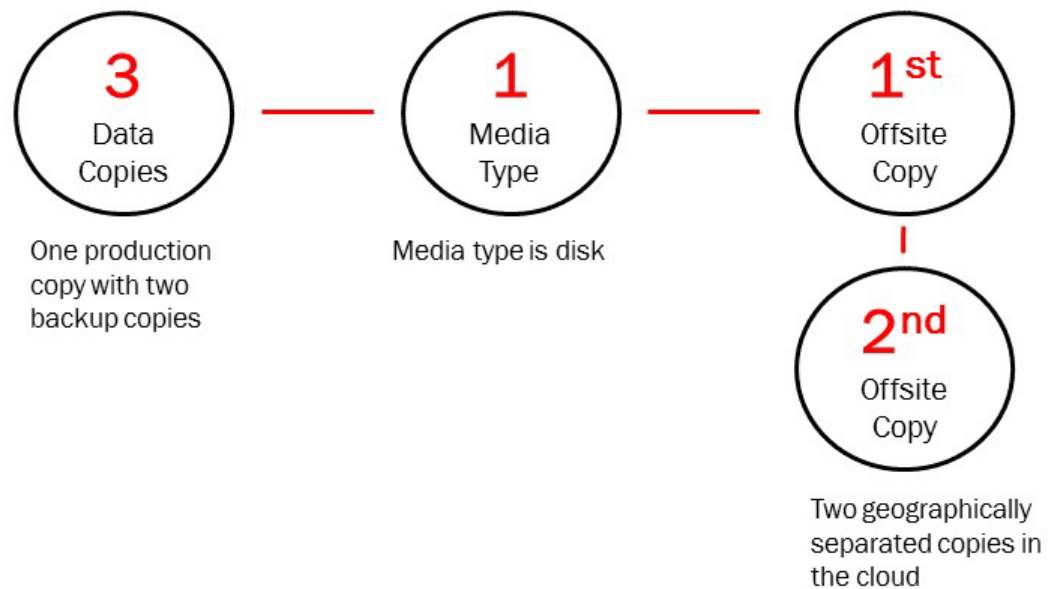 3
Data
Copies
One production
copy with two
backup copies
1
Media
Type
Media type is disk
1st
Offsite
Copy
2nd
Offsite
Copy
Two geographically
separated copies in
the cloud